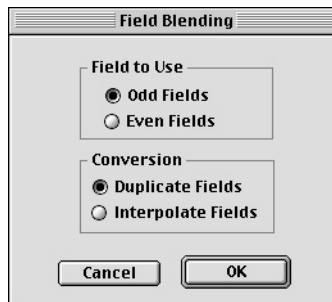 Field Blending
Field to Use
Odd Fields
Even Fields
Conversion
Duplicate Fields
Interpolate Fields
Cancel OK